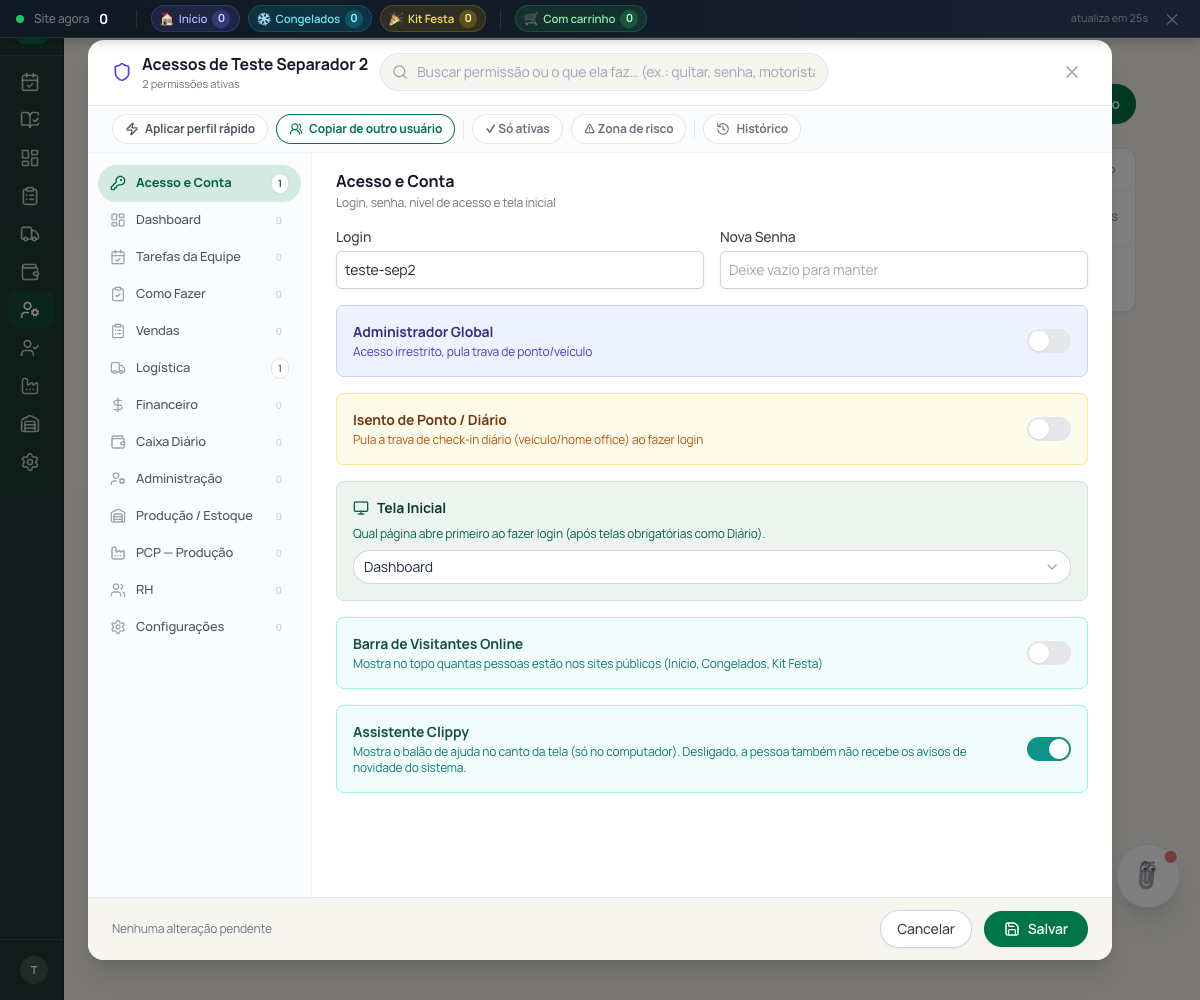 Site agora 0
Início 0
Congelados 0
Kit Festa 0
Com carrinho 0
atualiza em 25s
Acessos de Teste Separador 2
2 permissões ativas
Buscar permissão ou o que ela faz... (ex.: quitar, senha, motorista
Aplicar perfil rápido
Copiar de outro usuário
Só ativas
Zona de risco
Histórico
Acesso e Conta 1
Dashboard 0
Tarefas da Equipe 0
Como Fazer 0
Vendas 0
Logística 1
Financeiro 0
Caixa Diário 0
Administração 0
Produção / Estoque 0
PCP — Produção 0
RH 0
Configurações 0
Acesso e Conta
Login, senha, nível de acesso e tela inicial
Login
Nova Senha
teste-sep2
Deixe vazio para manter
Administrador Global
Acesso irrestrito, pula trava de ponto/veículo
Isento de Ponto / Diário
Pula a trava de check-in diário (veículo/home office) ao fazer login
Tela Inicial
Qual página abre primeiro ao fazer login (após telas obrigatórias como Diário).
Dashboard
Barra de Visitantes Online
Mostra no topo quantas pessoas estão nos sites públicos (Início, Congelados, Kit Festa)
Assistente Clippy
Mostra o balão de ajuda no canto da tela (só no computador). Desligado, a pessoa também não recebe os avisos de
novidade do sistema.
Nenhuma alteração pendente
Cancelar
Salvar
T